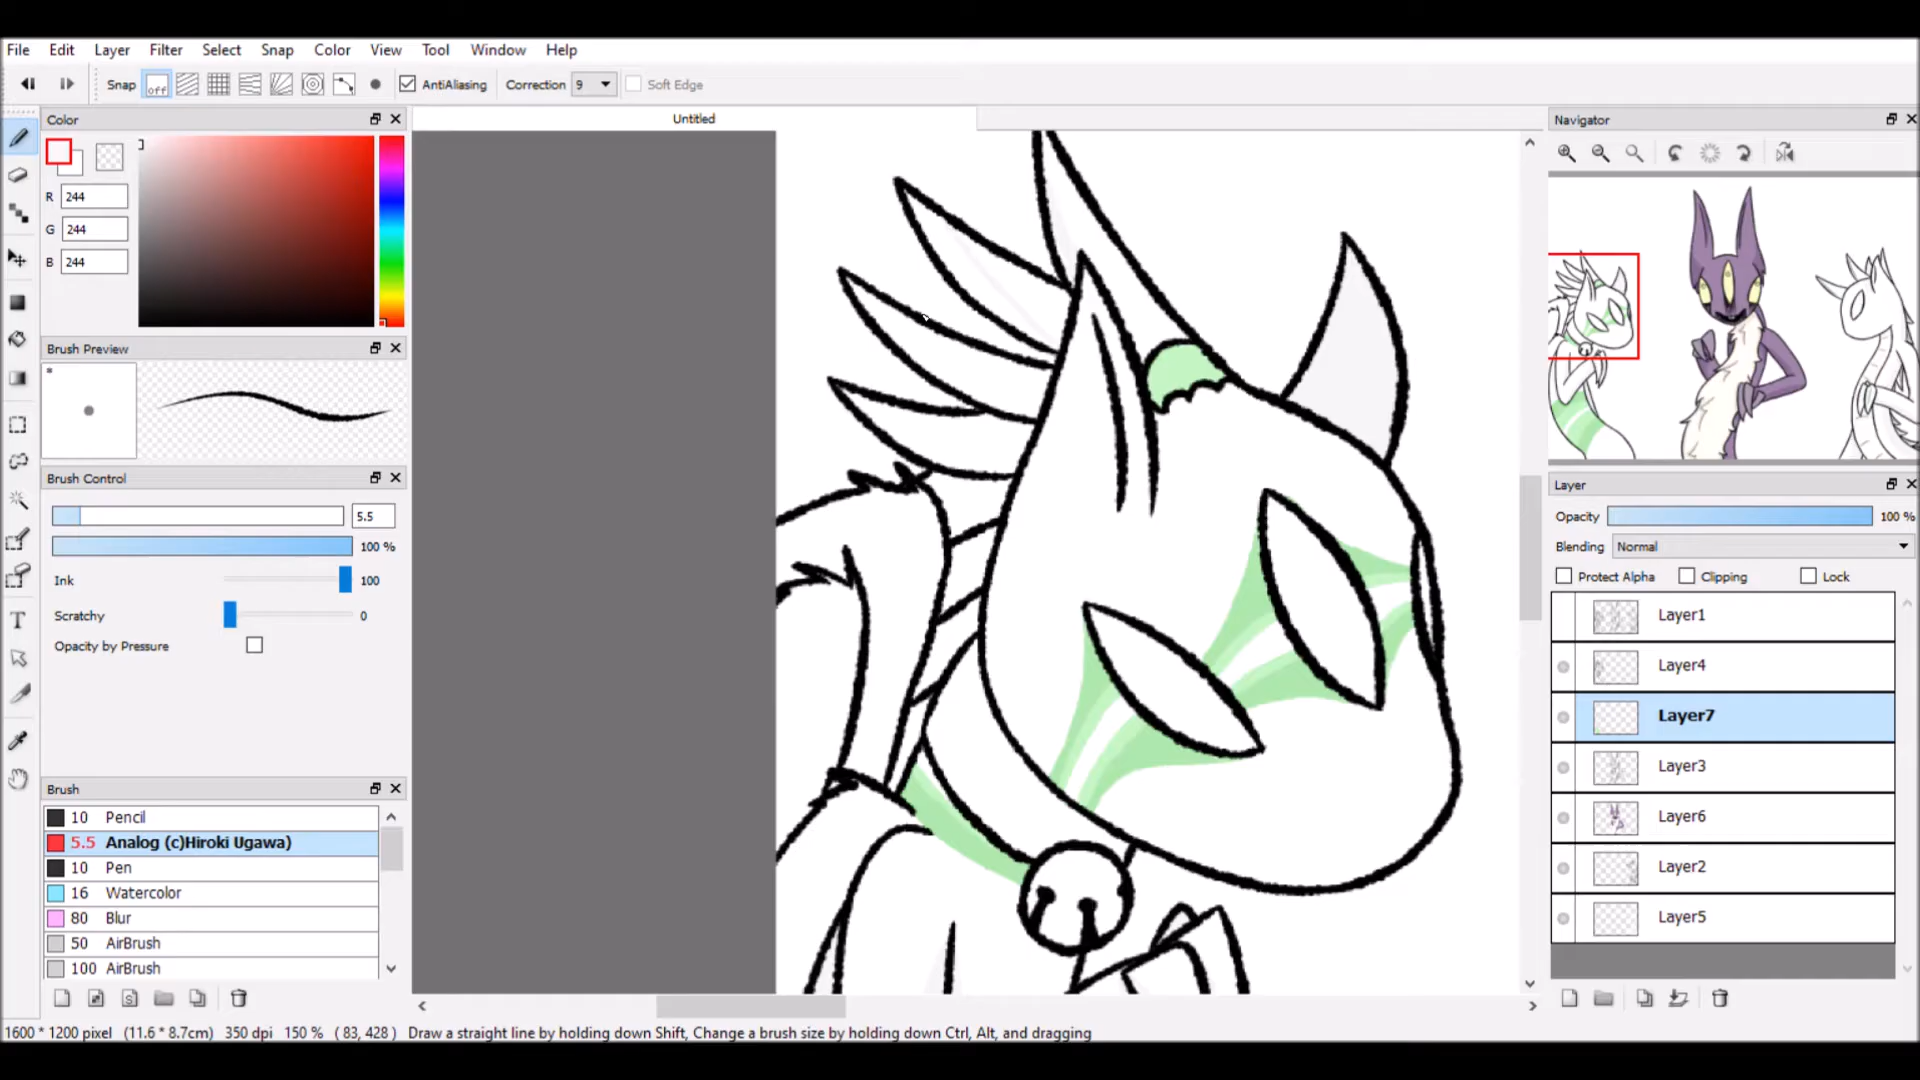 File Edit Layer Filter Select Snap Color View Tool Window Help
Snap off AntiAliasing Correction 9 Soft Edge
Color
R 244
G 244
B 244
Brush Preview
Brush Control
5.5
100 %
Ink 100
Scratchy 0
Opacity by Pressure
Brush
10 Pencil
5.5 Analog (c)Hiroki Ugawa)
10 Pen
16 Watercolor
80 Blur
50 AirBrush
100 AirBrush
Untitled
Navigator
Layer
Opacity 100 %
Blending Normal
Protect Alpha Clipping Lock
Layer1
Layer4
Layer7
Layer3
Layer6
Layer2
Layer5
1600 * 1200 pixel (11.6 * 8.7cm) 350 dpi 150 % ( 83, 428 ) Draw a straight line by holding down Shift, Change a brush size by holding down Ctrl, Alt, and dragging